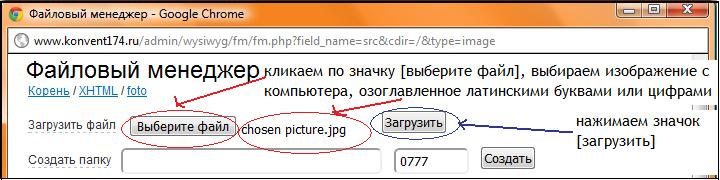 Файловый менеджер - Google Chrome
www.konvent174.ru/admin/wysiwyg/fm/fm.php?field_name=src&cdir=/&type=image
Файловый менеджер
кликаем по значку [выберите файл], выбираем изображение с
Корень / XHTML / foto
компьютера, озоглавленное латинскими буквами или цифрами
Загрузить файл Выберите файл chosen picture.jpg Загрузить
нажимаем значок
[загрузить]
Создать папку 0777 Создать